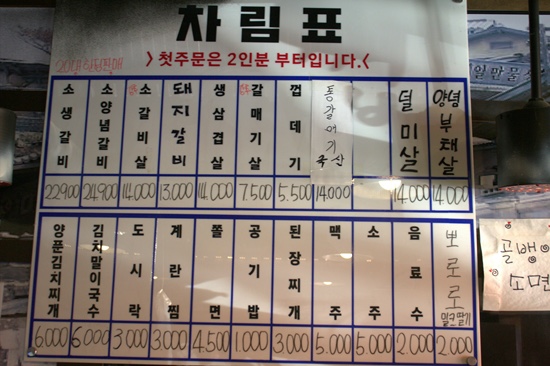 차림표
>첫주문은 2인분 부터입니다.<
소생갈비 22,900
소양념갈비 24,900
소갈비살 14,000
돼지갈비 13,000
생삼겹살 14,000
갈매기살 7,500
껍데기 5,500
14,000
덜미살 14,000
양념부채살 14,000
양푼김치찌개 6,000
김치말이국수 6,000
도시락 3,000
계란찜 3,000
쫄면 4,500
공기밥 1,000
된장찌개 3,000
맥주 5,000
소주 5,000
음료수 2,000
뽀로로 밀크딸기 2,000
골뱅
소면
일만물